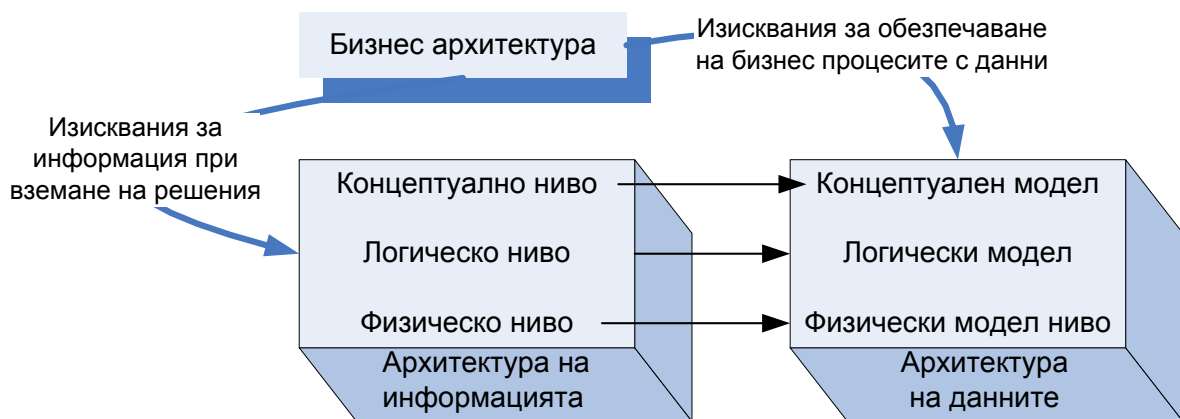 Бизнес архитектура
Изисквания за обезпечаване
на бизнес процесите с данни
Изисквания за
информация при
вземане на решения
Концептуално ниво
Логическо ниво
Физическо ниво
Архитектура на
информацията
Концептуален модел
Логически модел
Физически модел ниво
Архитектура
на данните